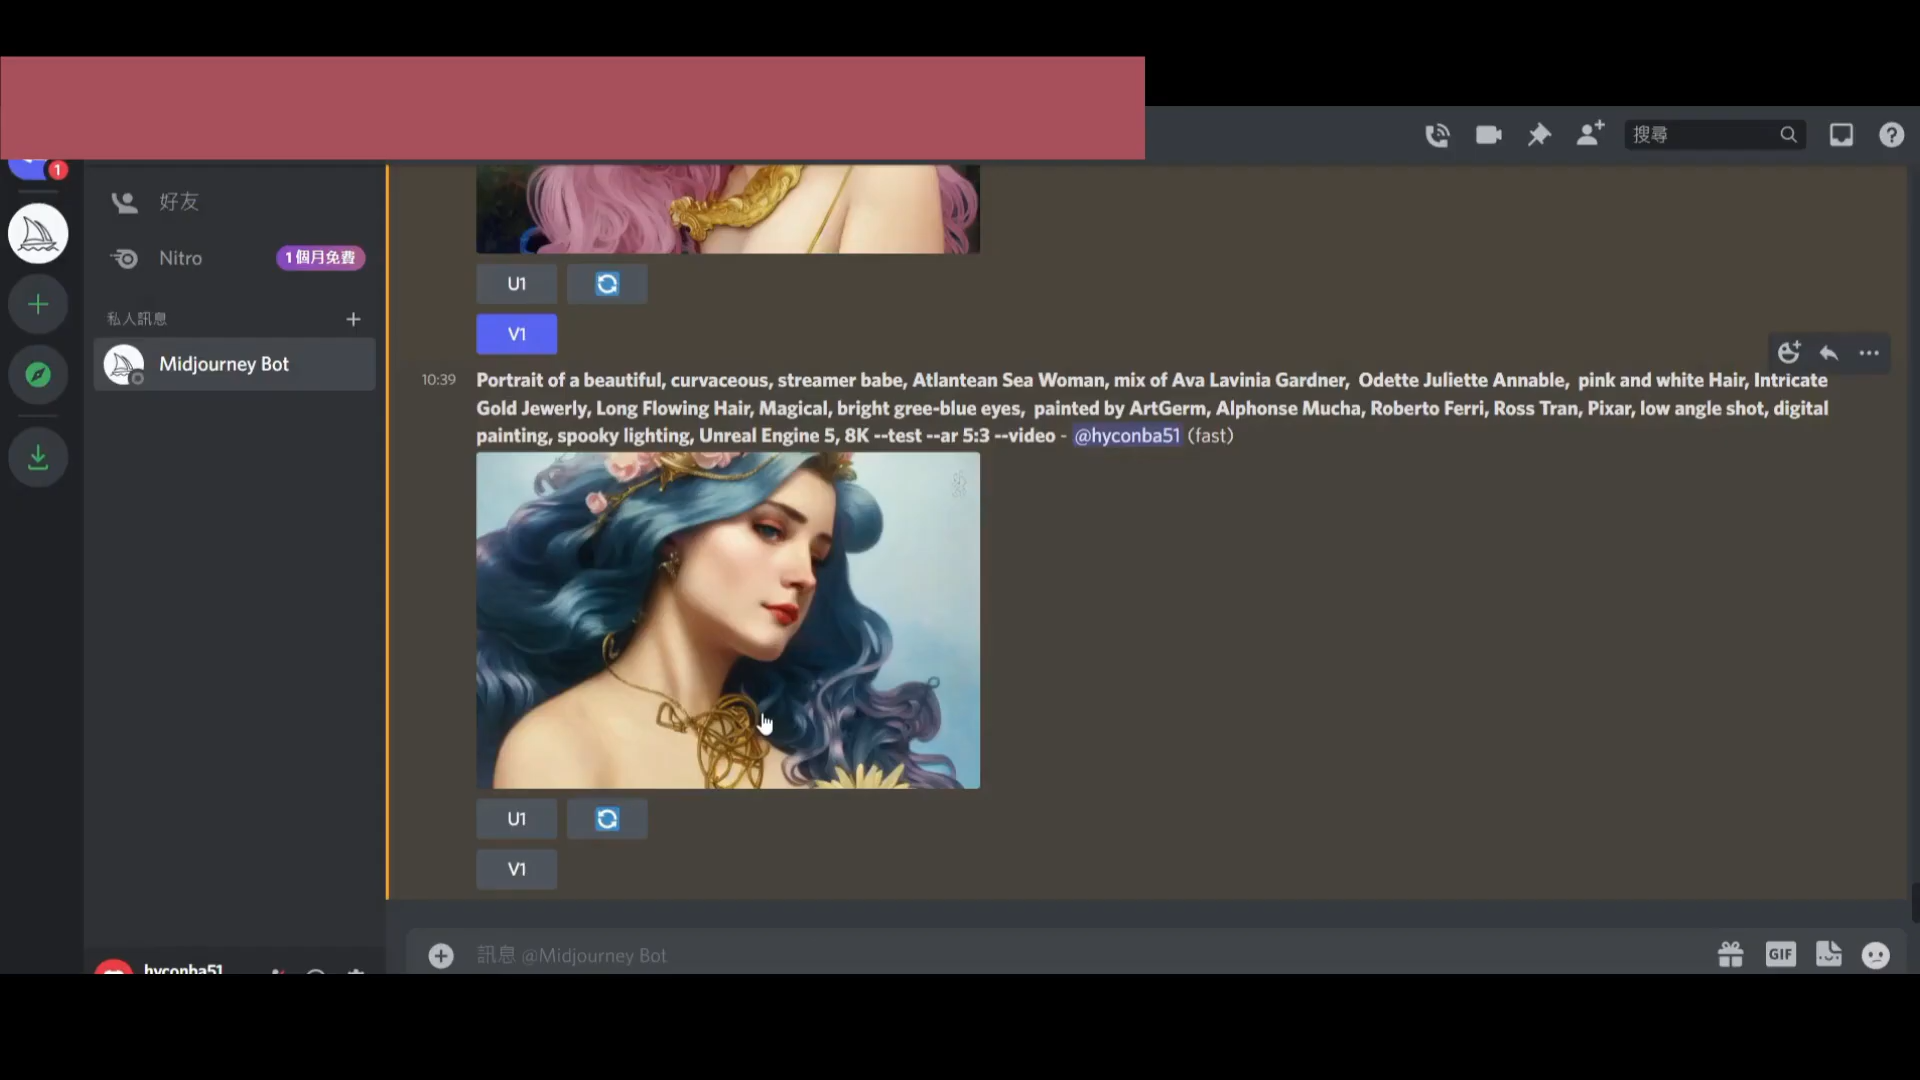 搜尋
1
好友
Nitro
1個月免費
私人訊息
Midjourney Bot
U1
V1
10:39
Portrait of a beautiful, curvaceous, streamer babe, Atlantean Sea Woman, mix of Ava Lavinia Gardner, Odette Juliette Annable, pink and white Hair, Intricate
Gold Jewerly, Long Flowing Hair, Magical, bright gree-blue eyes, painted by ArtGerm, Alphonse Mucha, Roberto Ferri, Ross Tran, Pixar, low angle shot, digital
painting, spooky lighting, Unreal Engine 5, 8K --test --ar 5:3 --video - @hyconba51 (fast)
U1
V1
訊息 @Midjourney Bot
GIF
hyconba51